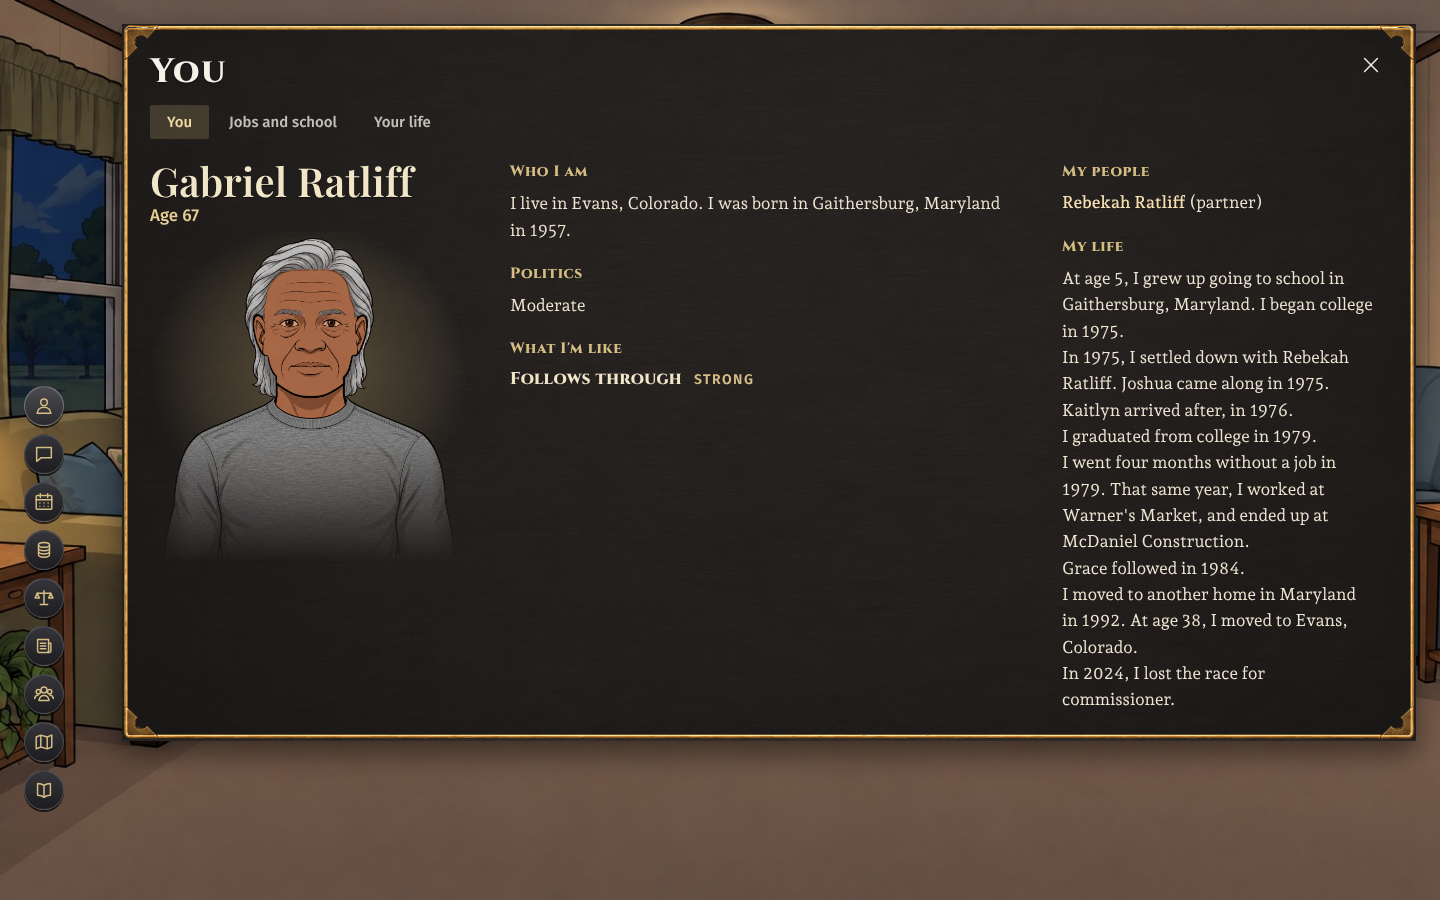 You
You
Jobs and school
Your life
Gabriel Ratliff
Age 67
Who I am
I live in Evans, Colorado. I was born in Gaithersburg, Maryland
in 1957.
Politics
Moderate
What I'm like
Follows through STRONG
My people
Rebekah Ratliff (partner)
My life
At age 5, I grew up going to school in
Gaithersburg, Maryland. I began college
in 1975.
In 1975, I settled down with Rebekah
Ratliff. Joshua came along in 1975.
Kaitlyn arrived after, in 1976.
I graduated from college in 1979.
I went four months without a job in
1979. That same year, I worked at
Warner's Market, and ended up at
McDaniel Construction.
Grace followed in 1984.
I moved to another home in Maryland
in 1992. At age 38, I moved to Evans,
Colorado.
In 2024, I lost the race for
commissioner.